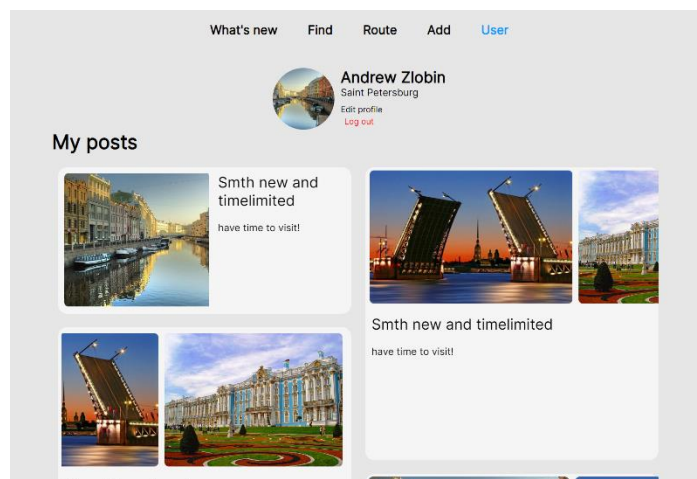 What's new Find Route Add User
Andrew Zlobin
Saint Petersburg
Edit profile
Log out
My posts
Smth new and
timelimited
have time to visit!
Smth new and timelimited
have time to visit!